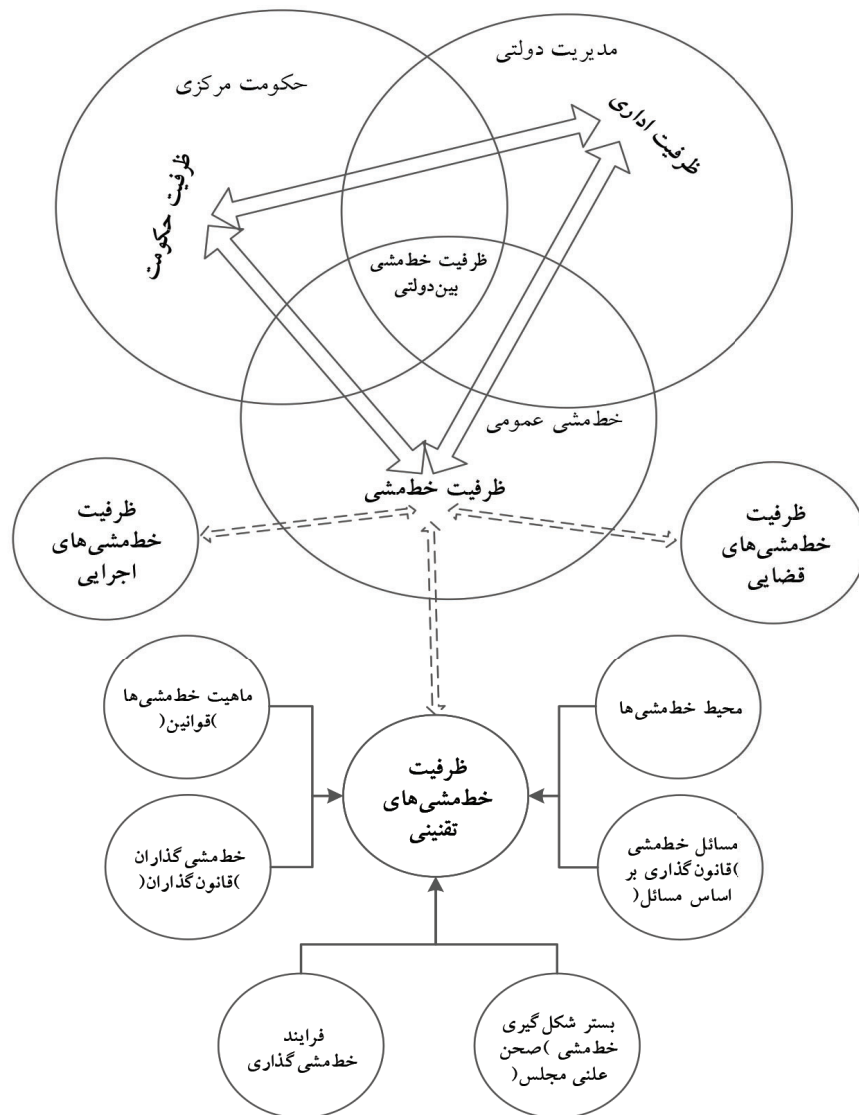 مدیریت دولتی
حکومت مرکزی
ظرفیت اداری
ظرفیت حکومت
ظرفیت خط‌مشی
بین‌دولتی
خط‌مشی عمومی
ظرفیت خط‌مشی
ظرفیت
خط‌مشی‌های
قضایی
ظرفیت
خط‌مشی‌های
اجرایی
محیط خط‌مشی‌ها
ماهیت خط‌مشی‌ها
)قوانین(
ظرفیت
خط‌مشی‌های
تقنینی
مسائل خط‌مشی
)قانون‌گذاری بر
اساس مسائل(
خط‌مشی‌گذاران
)قانون‌گذاران(
بستر شکل‌گیری
خط‌مشی )صحن
علنی مجلس(
فرایند
خط‌مشی‌گذاری